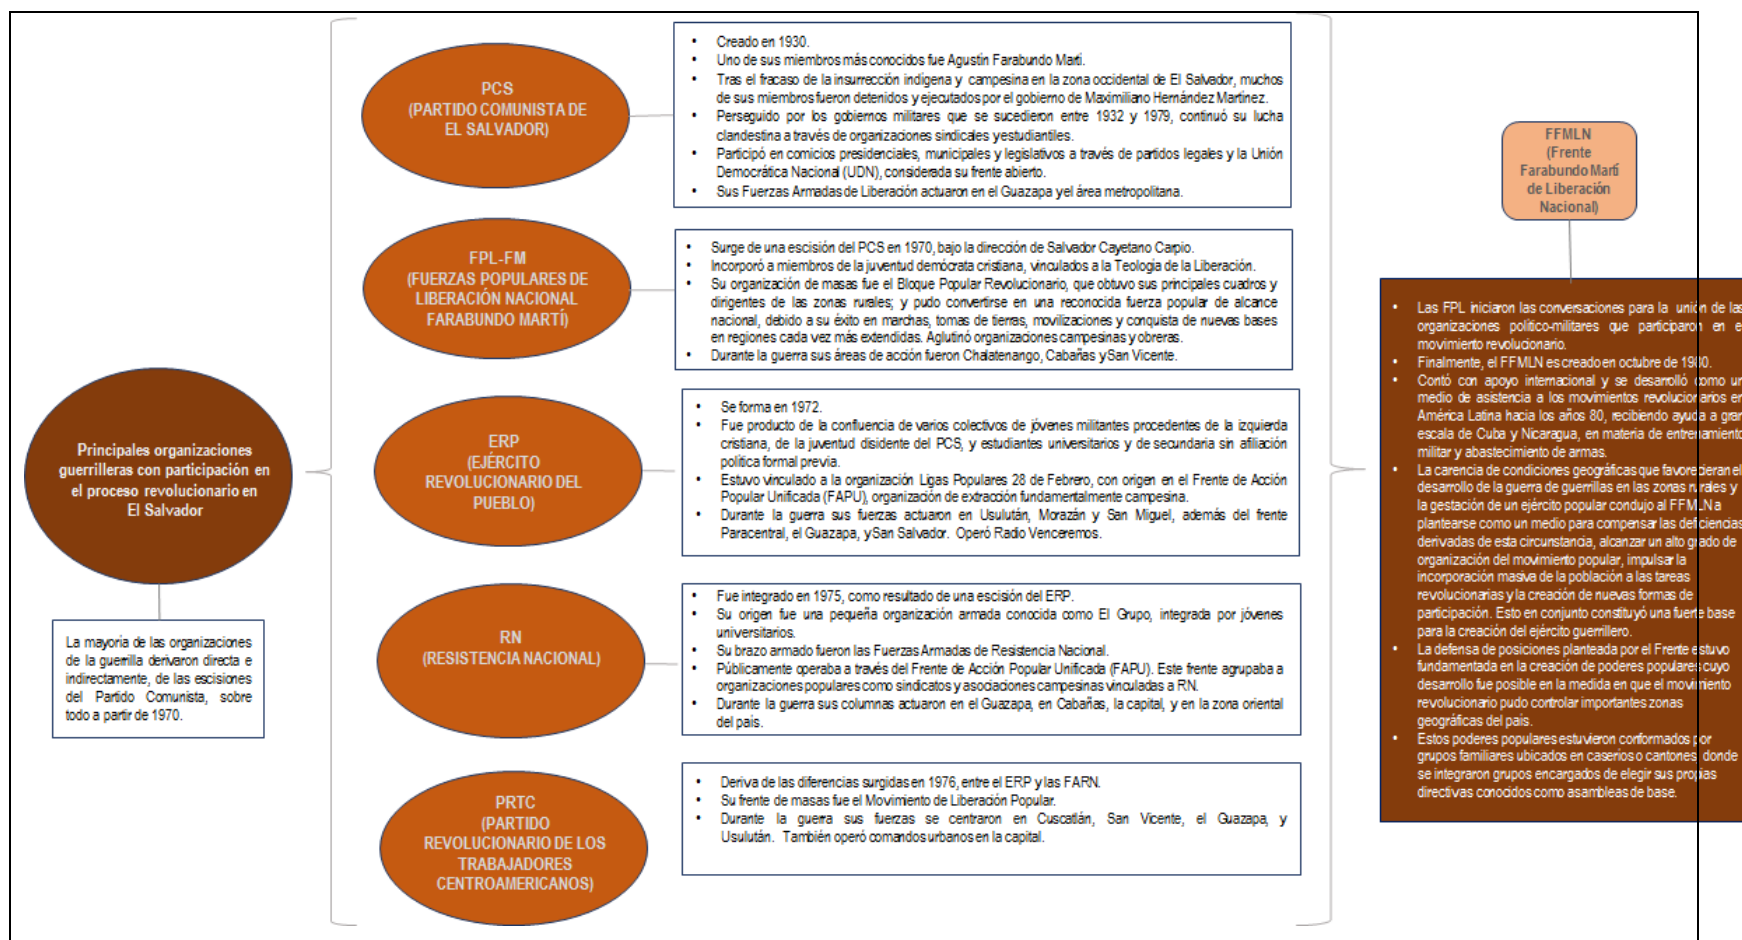 Principales organizaciones
guerrilleras con participación en
el proceso revolucionario en
El Salvador
La mayoría de las organizaciones
de la guerrilla derivaron directa e
indirectamente, de las escisiones
del Partido Comunista, sobre
todo a partir de 1970.
PCS
(PARTIDO COMUNISTA DE
EL SALVADOR)
• Creado en 1930.
• Uno de sus miembros más conocidos fue Agustín Farabundo Martí.
• Tras el fracaso de la insurrección indígena y campesina en la zona occidental de El Salvador, muchos
de sus miembros fueron detenidos y ejecutados por el gobierno de Maximiliano Hernández Martínez.
• Perseguido por los gobiernos militares que se sucedieron entre 1932 y 1979, continuó su lucha
clandestina a través de organizaciones sindicales y estudiantiles.
• Participó en comicios presidenciales, municipales y legislativos a través de partidos legales y la Unión
Democrática Nacional (UDN), considerada su frente abierto.
• Sus Fuerzas Armadas de Liberación actuaron en el Guazapa y el área metropolitana.
FPL-FM
(FUERZAS POPULARES DE
LIBERACIÓN NACIONAL
FARABUNDO MARTÍ)
• Surge de una escisión del PCS en 1970, bajo la dirección de Salvador Cayetano Carpio.
• Incorporó a miembros de la juventud demócrata cristiana, vinculados a la Teología de la Liberación.
• Su organización de masas fue el Bloque Popular Revolucionario, que obtuvo sus principales cuadros y
dirigentes de las zonas rurales; y pudo convertirse en una reconocida fuerza popular de alcance
nacional, debido a su éxito en marchas, tomas de tierras, movilizaciones y conquista de nuevas bases
en regiones cada vez más extendidas. Aglutinó organizaciones campesinas y obreras.
• Durante la guerra sus áreas de acción fueron Chalatenango, Cabañas y San Vicente.
ERP
(EJÉRCITO
REVOLUCIONARIO DEL
PUEBLO)
• Se forma en 1972.
• Fue producto de la confluencia de varios colectivos de jóvenes militantes procedentes de la izquierda
cristiana, de la juventud disidente del PCS, y estudiantes universitarios y de secundaria sin afiliación
política formal previa.
• Estuvo vinculado a la organización Ligas Populares 28 de Febrero, con origen en el Frente de Acción
Popular Unificada (FAPU), organización de extracción fundamentalmente campesina.
• Durante la guerra sus fuerzas actuaron en Usulután, Morazán y San Miguel, además del frente
Paracentral, el Guazapa, y San Salvador. Operó Radio Venceremos.
RN
(RESISTENCIA NACIONAL)
• Fue integrado en 1975, como resultado de una escisión del ERP.
• Su origen fue una pequeña organización armada conocida como El Grupo, integrada por jóvenes
universitarios.
• Su brazo armado fueron las Fuerzas Armadas de Resistencia Nacional.
• Públicamente operaba a través del Frente de Acción Popular Unificada (FAPU). Este frente agrupaba a
organizaciones populares como sindicatos y asociaciones campesinas vinculadas a RN.
• Durante la guerra sus columnas actuaron en el Guazapa, en Cabañas, la capital, y en la zona oriental
del país.
PRTC
(PARTIDO
REVOLUCIONARIO DE LOS
TRABAJADORES
CENTROAMERICANOS)
• Deriva de las diferencias surgidas en 1976, entre el ERP y las FARN.
• Su frente de masas fue el Movimiento de Liberación Popular.
• Durante la guerra sus fuerzas se centraron en Cuscatlán, San Vicente, el Guazapa, y
Usulután. También operó comandos urbanos en la capital.
FFMLN
(Frente
Farabundo Martí
de Liberación
Nacional)
• Las FPL iniciaron las conversaciones para la unión de las
organizaciones político-militares que participaron en e
movimiento revolucionario.
• Finalmente, el FFMLN es creado en octubre de 1980.
• Contó con apoyo internacional y se desarrolló como un
medio de asistencia a los movimientos revolucionarios en
América Latina hacia los años 80, recibiendo ayuda a gran
escala de Cuba y Nicaragua, en materia de entrenamiento
militar y abastecimiento de armas.
• La carencia de condiciones geográficas que favorecieran el
desarrollo de la guerra de guerrillas en las zonas rurales y
la gestación de un ejército popular condujo al FFMLN a
plantearse como un medio para compensar las deficiencias
derivadas de esta circunstancia, alcanzar un alto grado de
organización del movimiento popular, impulsar la
incorporación masiva de la población a las tareas
revolucionarias y la creación de nuevas formas de
participación. Esto en conjunto constituyó una fuerte base
para la creación del ejército guerrillero.
• La defensa de posiciones planteada por el Frente estuvo
fundamentada en la creación de poderes populares cuyo
desarrollo fue posible en la medida en que el movimiento
revolucionario pudo controlar importantes zonas
geográficas del país.
• Estos poderes populares estuvieron conformados por
grupos familiares ubicados en caseríos o cantones, donde
se integraron grupos encargados de elegir sus propias
directivas conocidos como asambleas de base.